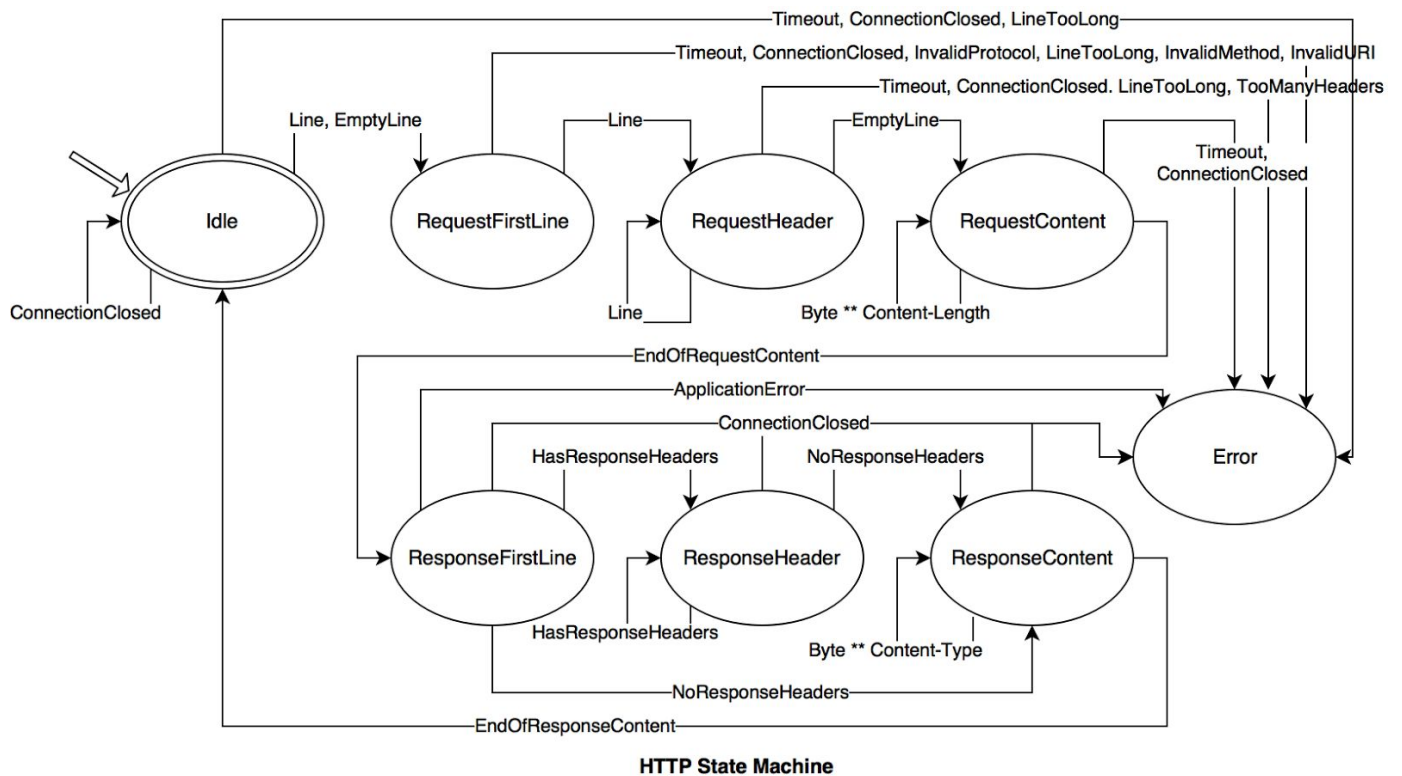 Timeout, ConnectionClosed, LineTooLong
Timeout, ConnectionClosed, InvalidProtocol, LineTooLong, InvalidMethod, InvalidURI
Timeout, ConnectionClosed. LineTooLong, TooManyHeaders
Line, EmptyLine
Line
EmptyLine
Timeout,
ConnectionClosed
Idle
RequestFirstLine
RequestHeader
RequestContent
ConnectionClosed
Line
Byte ** Content-Length
EndOfRequestContent
ApplicationError
ConnectionClosed
HasResponseHeaders
NoResponseHeaders
Error
ResponseFirstLine
ResponseHeader
ResponseContent
HasResponseHeaders
Byte ** Content-Type
NoResponseHeaders
EndOfResponseContent
HTTP State Machine